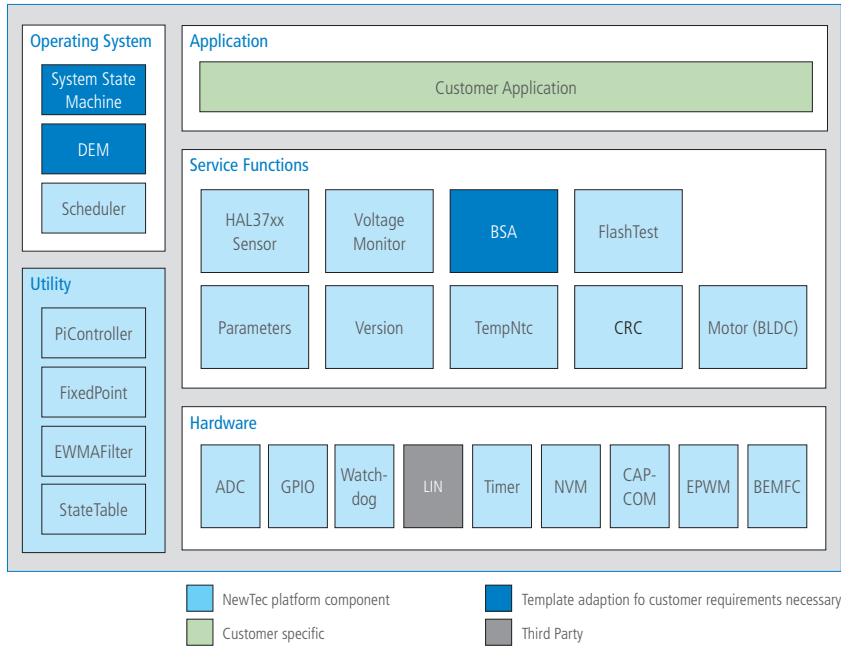 Operating System
System State
Machine
DEM
Scheduler
Utility
PiController
FixedPoint
EWMAFilter
StateTable
Application
Customer Application
Service Functions
HAL37xx
Sensor
Voltage
Monitor
BSA
FlashTest
Parameters
Version
TempNtc
CRC
Motor (BLDC)
Hardware
ADC
GPIO
Watch-
dog
LIN
Timer
NVM
CAP-
COM
EPWM
BEMFC
NewTec platform component
Template adaption fo customer requirements necessary
Customer specific
Third Party